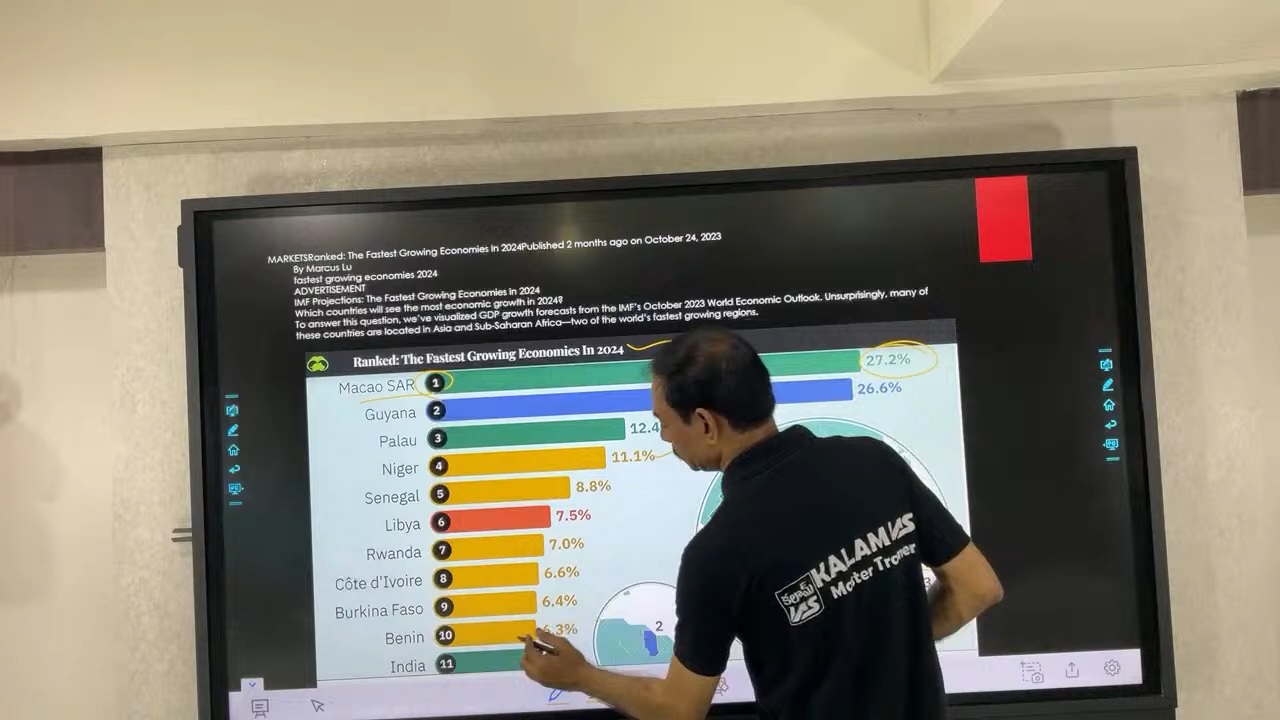 MARKETSRanked: The Fastest Growing Economies In 2024Published 2 months ago on October 24, 2023
By Marcus Lu
fastest growing economies 2024
ADVERTISEMENT
IMF Projections: The Fastest Growing Economies in 2024
Which countries will see the most economic growth in 2024?
To answer this question, we've visualized GDP growth forecasts from the IMF's October 2023 World Economic Outlook. Unsurprisingly, many of
these countries are located in Asia and Sub-Saharan Africa—two of the world's fastest growing regions.
Ranked: The Fastest Growing Economies In 2024
Macao SAR 1 27.2%
Guyana 2 26.6%
Palau 3 12.4
Niger 4 11.1%
Senegal 5 8.8%
Libya 6 7.5%
Rwanda 7 7.0%
Côte d'Ivoire 8 6.6%
Burkina Faso 9 6.4%
Benin 10 6.3%
India 11
2
KALAM IAS
Master Trainer
కలామ్
IAS